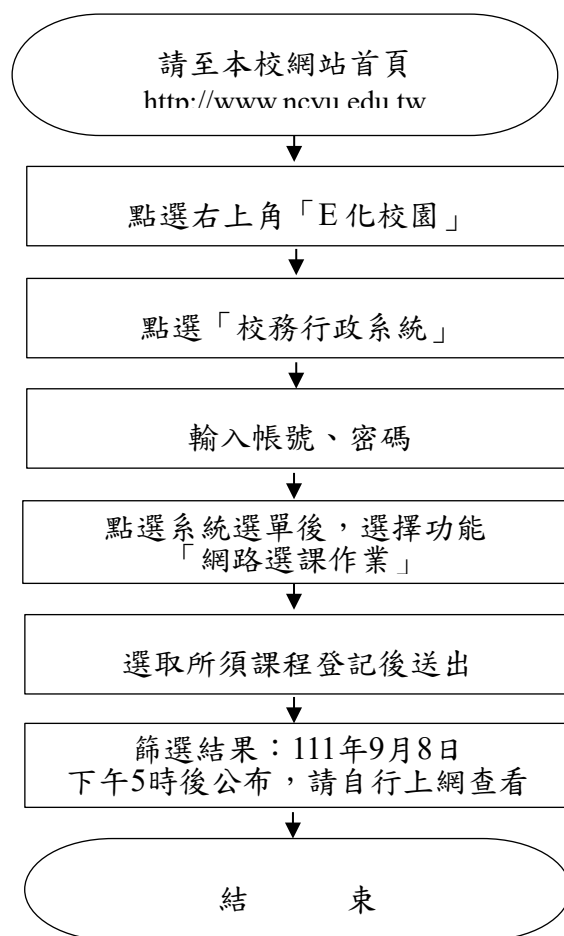 請至本校網站首頁
http://www.ncyu.edu.tw
點選右上角「E化校園」
點選「校務行政系統」
輸入帳號、密碼
點選系統選單後，選擇功能
「網路選課作業」
選取所須課程登記後送出
篩選結果：111年9月8日
下午5時後公布，請自行上網查看
結 束